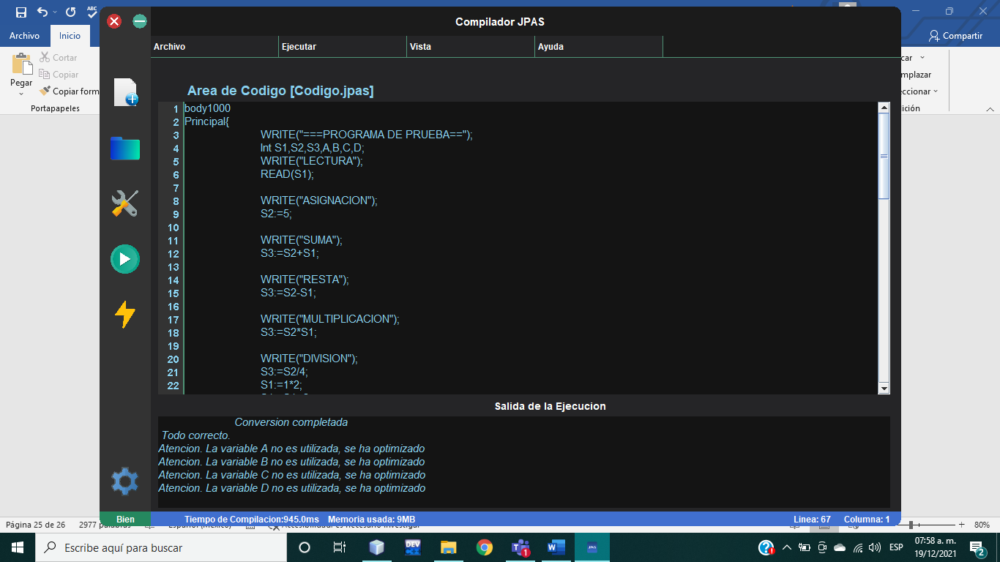 ABC
Archivo
Inicio
Compartir
Pegar
Cortar
Copiar
Copiar form
Portapapeles
car
mplazar
eccionar
ición
Compilador JPAS
Archivo
Ejecutar
Vista
Ayuda
Area de Codigo [Codigo.jpas]
1 body1000
2 Principal{
3 WRITE("===PROGRAMA DE PRUEBA==");
4 Int S1,S2,S3,A,B,C,D;
5 WRITE("LECTURA");
6 READ(S1);
7
8 WRITE("ASIGNACION");
9 S2:=5;
10
11 WRITE("SUMA");
12 S3:=S2+S1;
13
14 WRITE("RESTA");
15 S3:=S2-S1;
16
17 WRITE("MULTIPLICACION");
18 S3:=S2*S1;
19
20 WRITE("DIVISION");
21 S3:=S2/4;
22 S1:=1*2;
Salida de la Ejecucion
Conversion completada
Todo correcto.
Atencion. La variable A no es utilizada, se ha optimizado
Atencion. La variable B no es utilizada, se ha optimizado
Atencion. La variable C no es utilizada, se ha optimizado
Atencion. La variable D no es utilizada, se ha optimizado
Bien
Tiempo de Compilacion:945.0ms Memoria usada: 9MB
Linea: 67 Columna: 1
Página 25 de 26
2977 palabras
80%
Escribe aquí para buscar
DEV
1
ESP
07:58 a. m.
19/12/2021
2